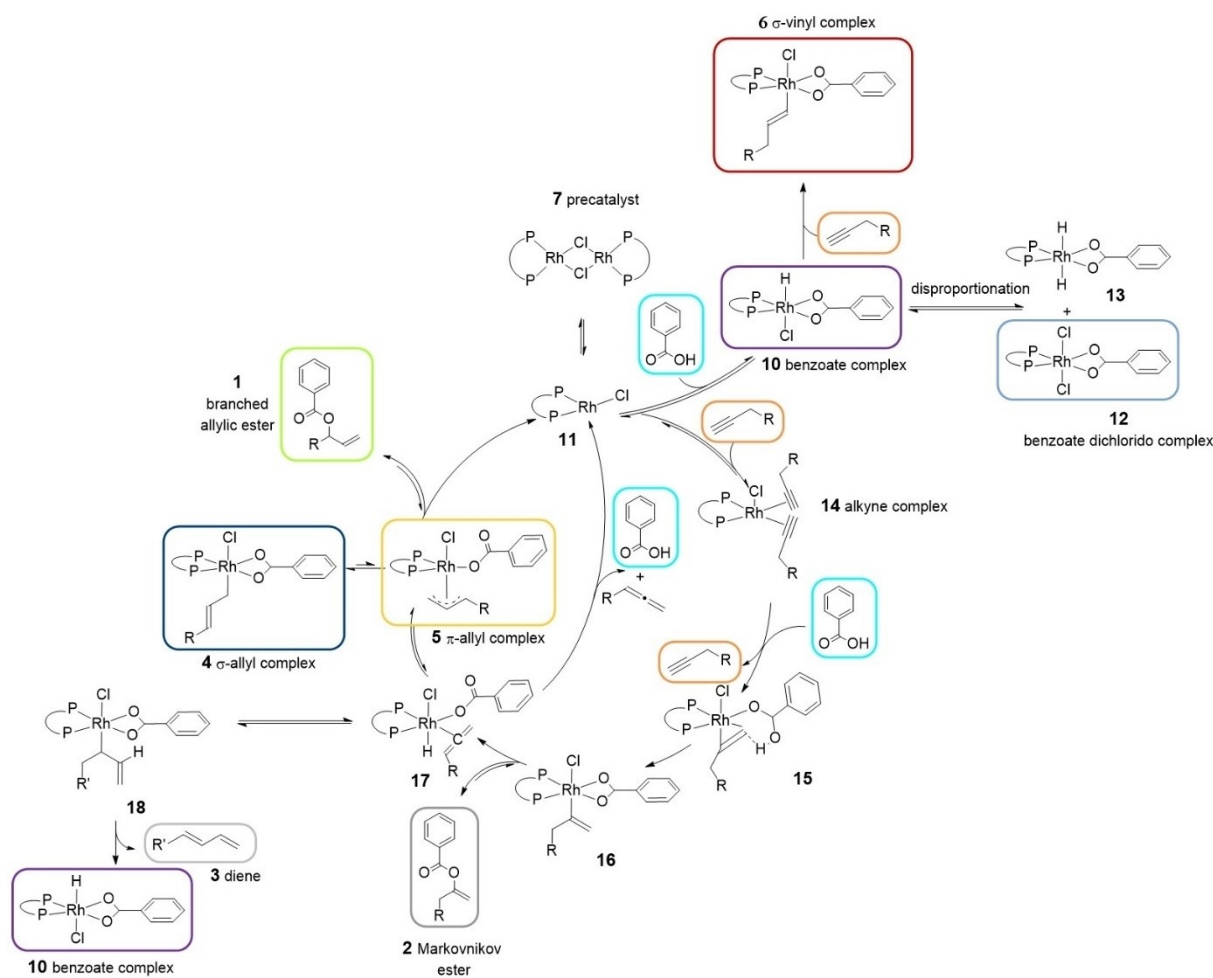 6 σ-vinyl complex
Cl
P
P
Rh
O
O
R
7 precatalyst
P
P
Rh
Cl
Cl
Rh
P
P
R
H
P
P
Rh
O
O
Cl
10 benzoate complex
disproportionation
H
P
P
Rh
O
O
H
13
+
Cl
P
P
Rh
O
O
Cl
12
benzoate dichlorido complex
O
OH
1
branched
allylic ester
O
O
R
P
P
Rh
Cl
11
R
R
Cl
P
P
Rh
R
14 alkyne complex
O
OH
+
R
Cl
P
P
Rh
O
O
R
4 σ-allyl complex
Cl
P
P
Rh
O
O
R
5 π-allyl complex
O
OH
R
Cl
P
P
Rh
O
O
H
R
15
Cl
P
P
Rh
O
O
H
C
R
17
Cl
P
P
Rh
O
O
H
R'
18
Cl
P
P
Rh
O
O
R
16
R'
3 diene
O
O
R
2 Markovnikov
ester
H
P
P
Rh
O
O
Cl
10 benzoate complex